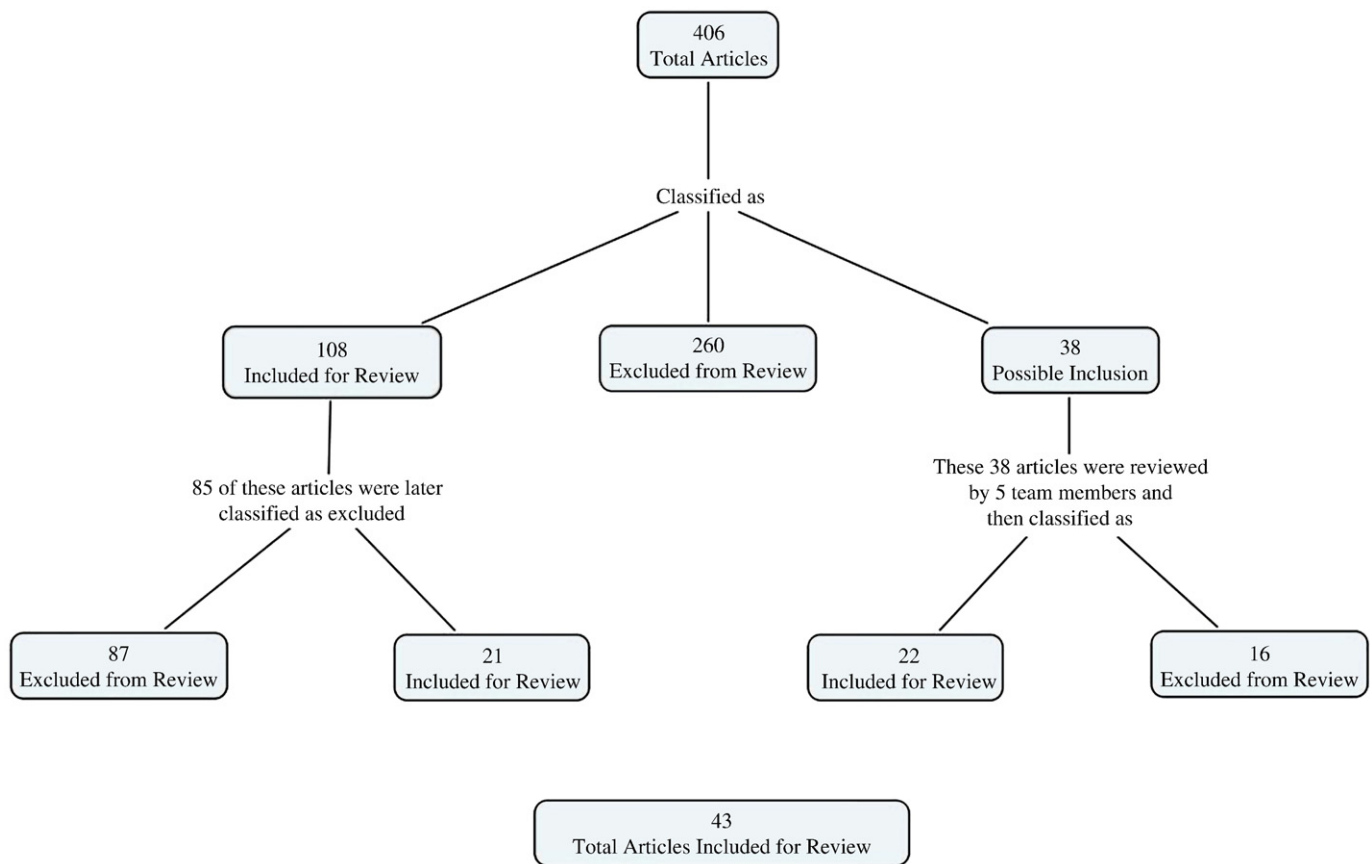 406
Total Articles
Classified as
108
Included for Review
260
Excluded from Review
38
Possible Inclusion
85 of these articles were later
classified as excluded
These 38 articles were reviewed
by 5 team members and
then classified as
87
Excluded from Review
21
Included for Review
22
Included for Review
16
Excluded from Review
43
Total Articles Included for Review